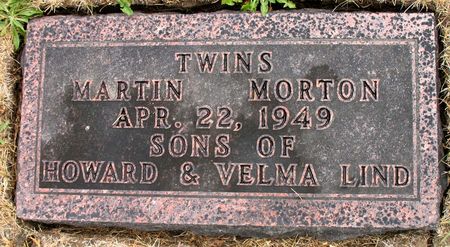 TWINS
MARTIN MORTON
APR. 22, 1949
SONS OF
HOWARD & VELMA LIND